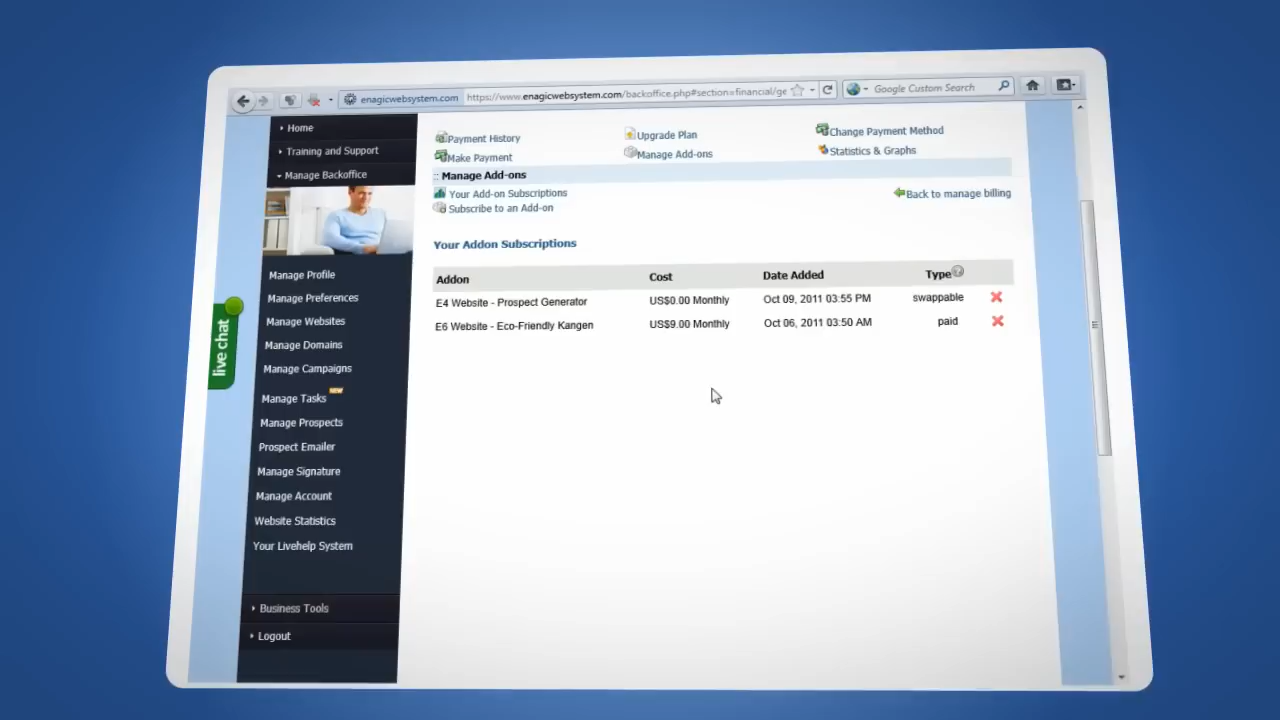 enagicwebsystem.com https://www.enagicwebsystem.com/backoffice.php#section=financial/ge Google Custom Search
Home
Training and Support
Manage Backoffice
Payment History Upgrade Plan Change Payment Method
Make Payment Manage Add-ons Statistics & Graphs
:: Manage Add-ons
Your Add-on Subscriptions Back to manage billing
Subscribe to an Add-on
Your Addon Subscriptions
Addon Cost Date Added Type
E4 Website - Prospect Generator US$0.00 Monthly Oct 09, 2011 03:55 PM swappable
E6 Website - Eco-Friendly Kangen US$9.00 Monthly Oct 06, 2011 03:50 AM paid
live chat
Manage Profile
Manage Preferences
Manage Websites
Manage Domains
Manage Campaigns
Manage Tasks NEW
Manage Prospects
Prospect Emailer
Manage Signature
Manage Account
Website Statistics
Your Livehelp System
Business Tools
Logout